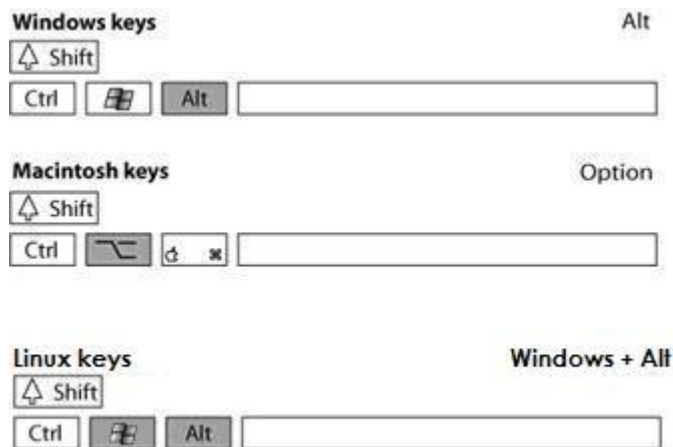 Windows keys Alt
Shift
Ctrl Alt
Macintosh keys Option
Shift
Ctrl ⌥ ⌘
Linux keys Windows + Alt
Shift
Ctrl Alt